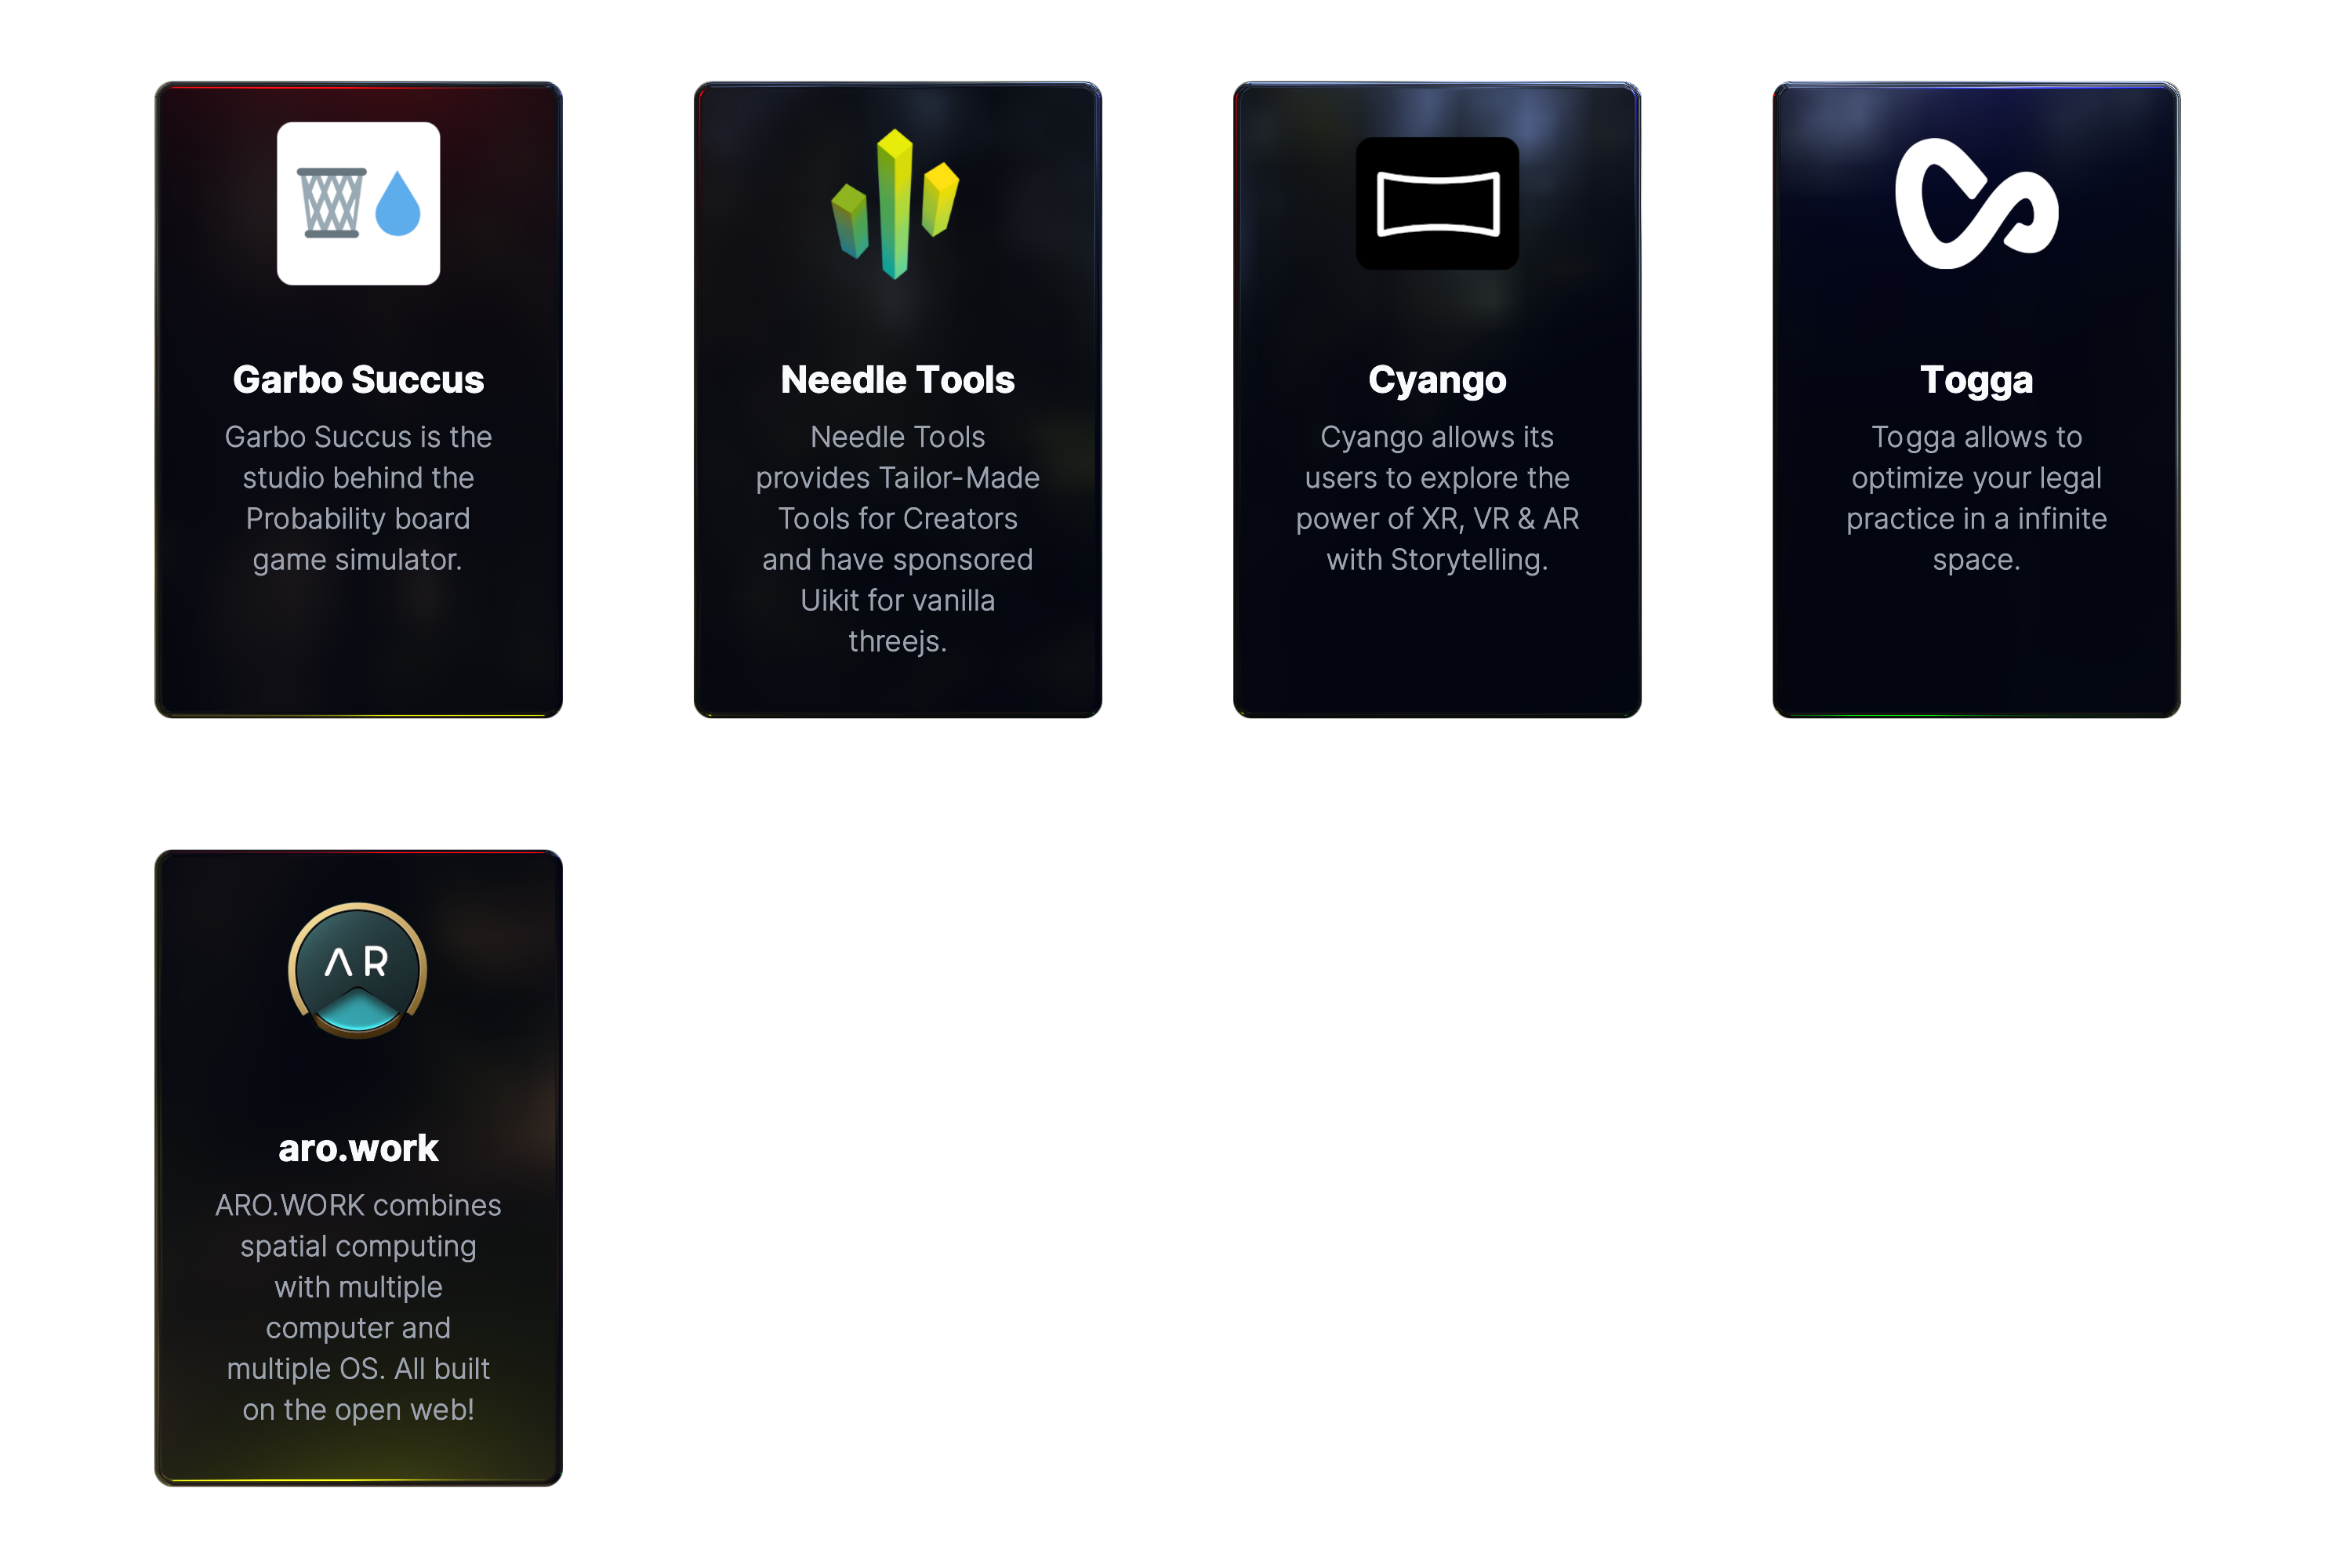 Garbo Succus
Garbo Succus is the
studio behind the
Probability board
game simulator.
Needle Tools
Needle Tools
provides Tailor-Made
Tools for Creators
and have sponsored
Uikit for vanilla
threejs.
Cyango
Cyango allows its
users to explore the
power of XR, VR & AR
with Storytelling.
Togga
Togga allows to
optimize your legal
practice in a infinite
space.
AR
aro.work
ARO.WORK combines
spatial computing
with multiple
computer and
multiple OS. All built
on the open web!